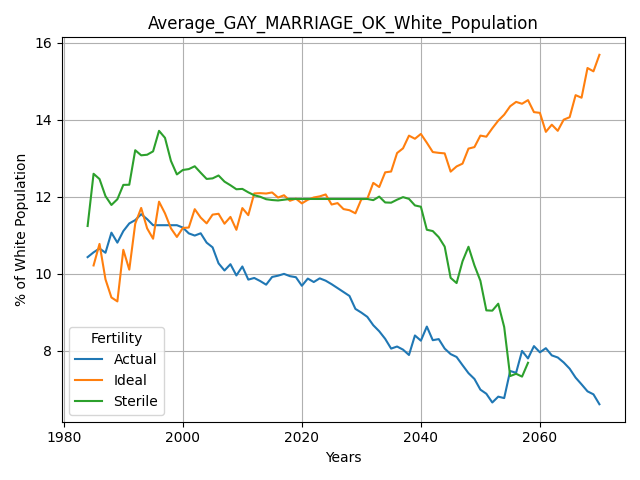 Average_GAY_MARRIAGE_OK_White_Population
% of White Population
16
14
12
10
8
Fertility
Actual
Ideal
Sterile
1980
2000
2020
2040
2060
Years